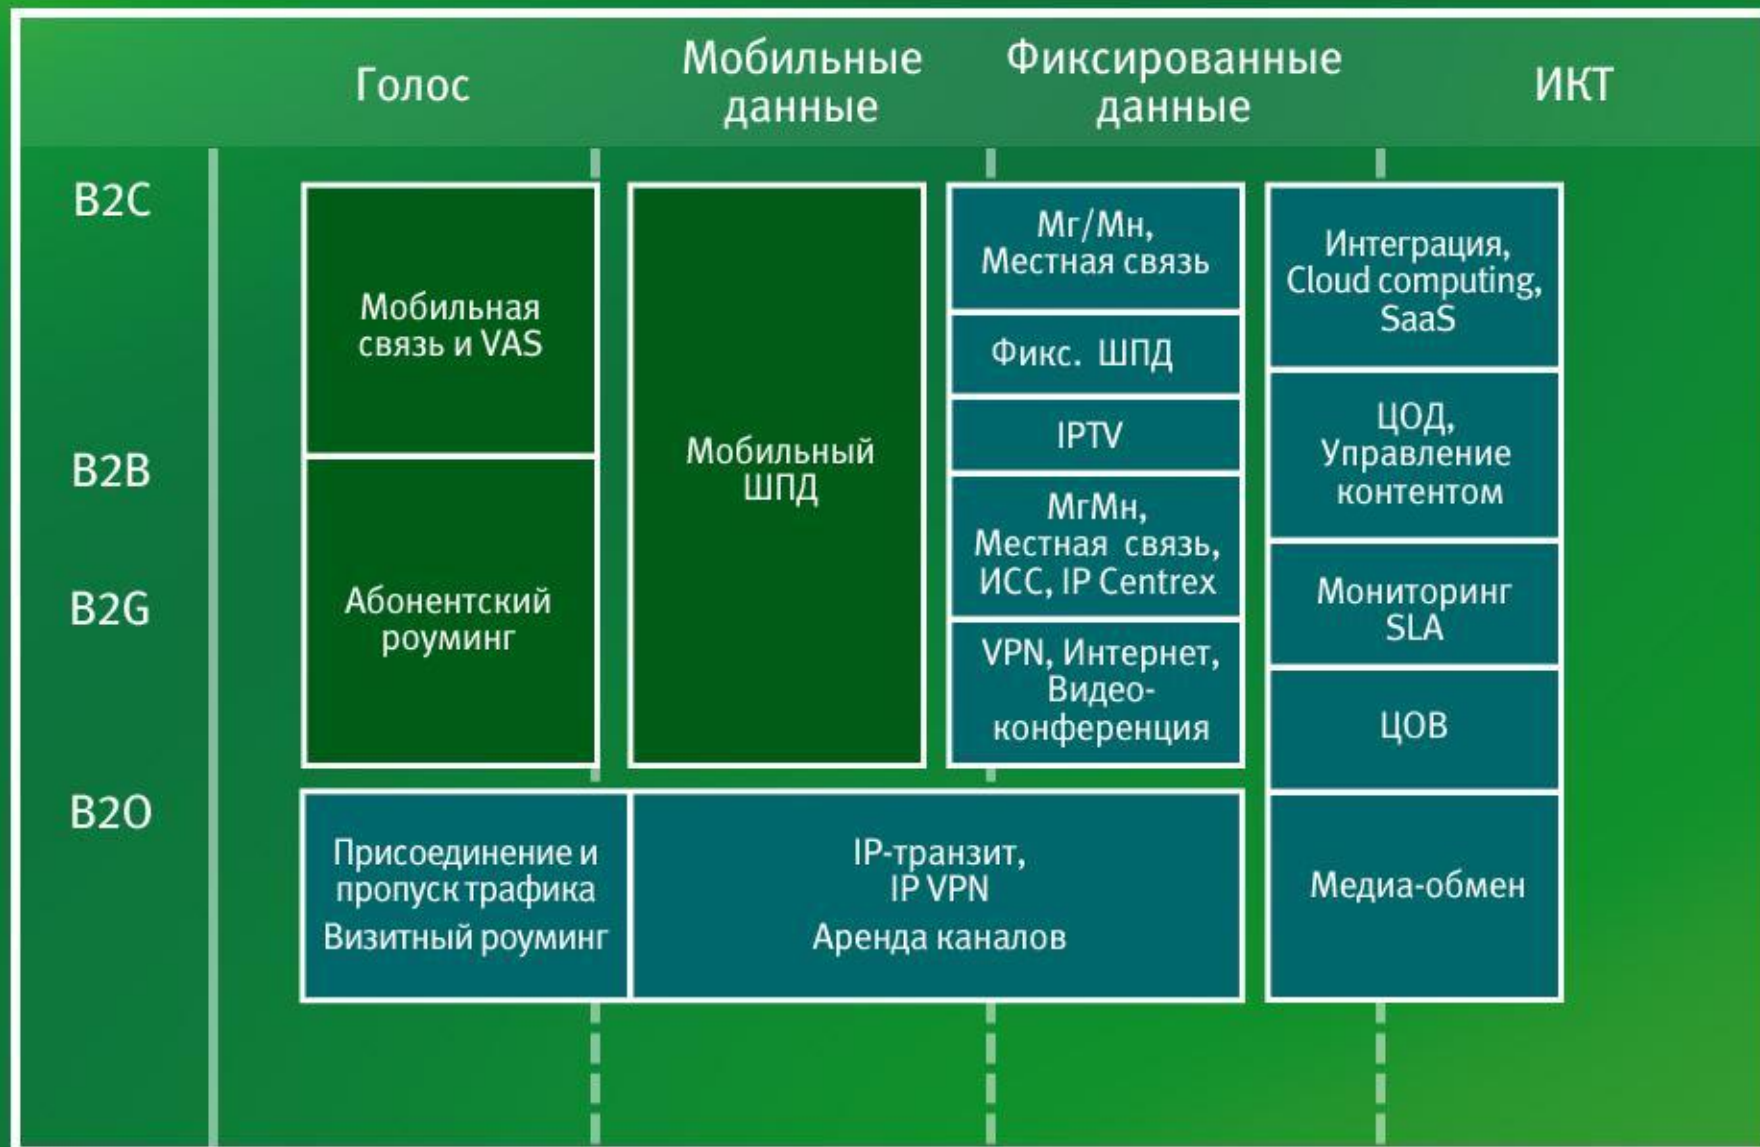 Голос
Мобильные
данные
Фиксированные
данные
ИКТ
B2C
B2B
B2G
B2O
Мобильная
связь и VAS
Абонентский
роуминг
Мобильный
ШПД
Мг/Мн,
Местная связь
Фикс. ШПД
IPTV
МгМн,
Местная связь,
ИСС, IP Centrex
VPN, Интернет,
Видео-
конференция
Интеграция,
Cloud computing,
SaaS
ЦОД,
Управление
контентом
Мониторинг
SLA
ЦОВ
Присоединение и
пропуск трафика
Визитный роуминг
IP-транзит,
IP VPN
Аренда каналов
Медиа-обмен